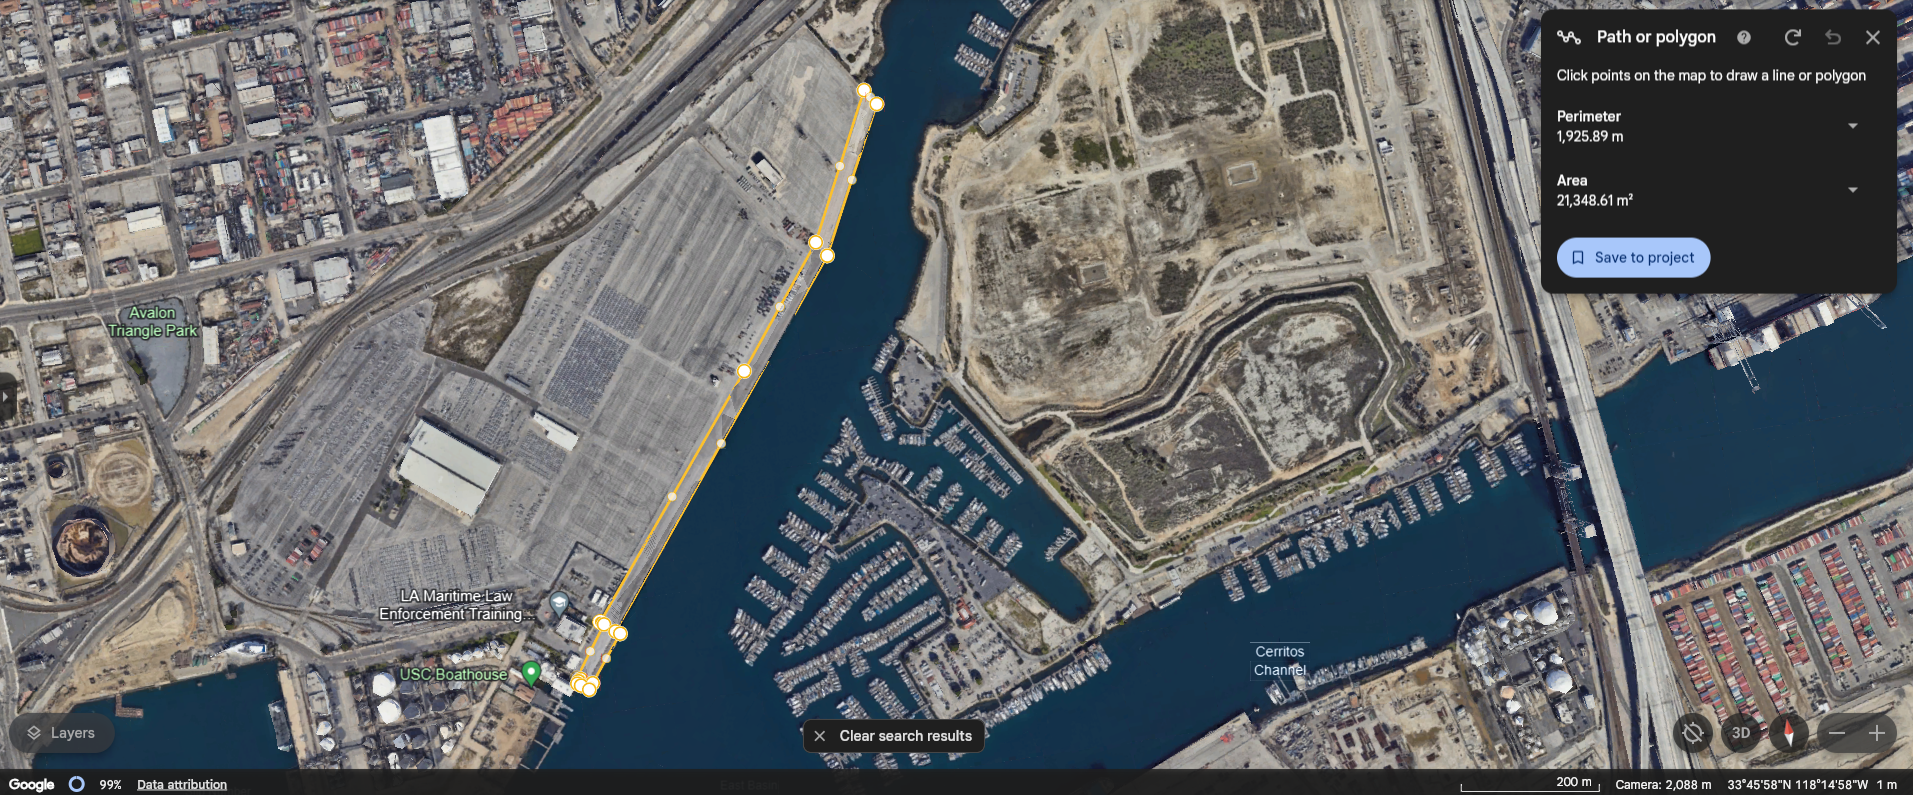 Path or polygon
Click points on the map to draw a line or polygon
Perimeter
1,925.89 m
Area
21,348.61 m²
Save to project
Avalon
Triangle Park
LA Maritime Law
Enforcement Training...
USC Boathouse
Cerritos
Channel
Layers
Clear search results
3D
Google
99%
Data attribution
200 m
Camera: 2,088 m
33°45'58"N 118°14'58"W
1 m